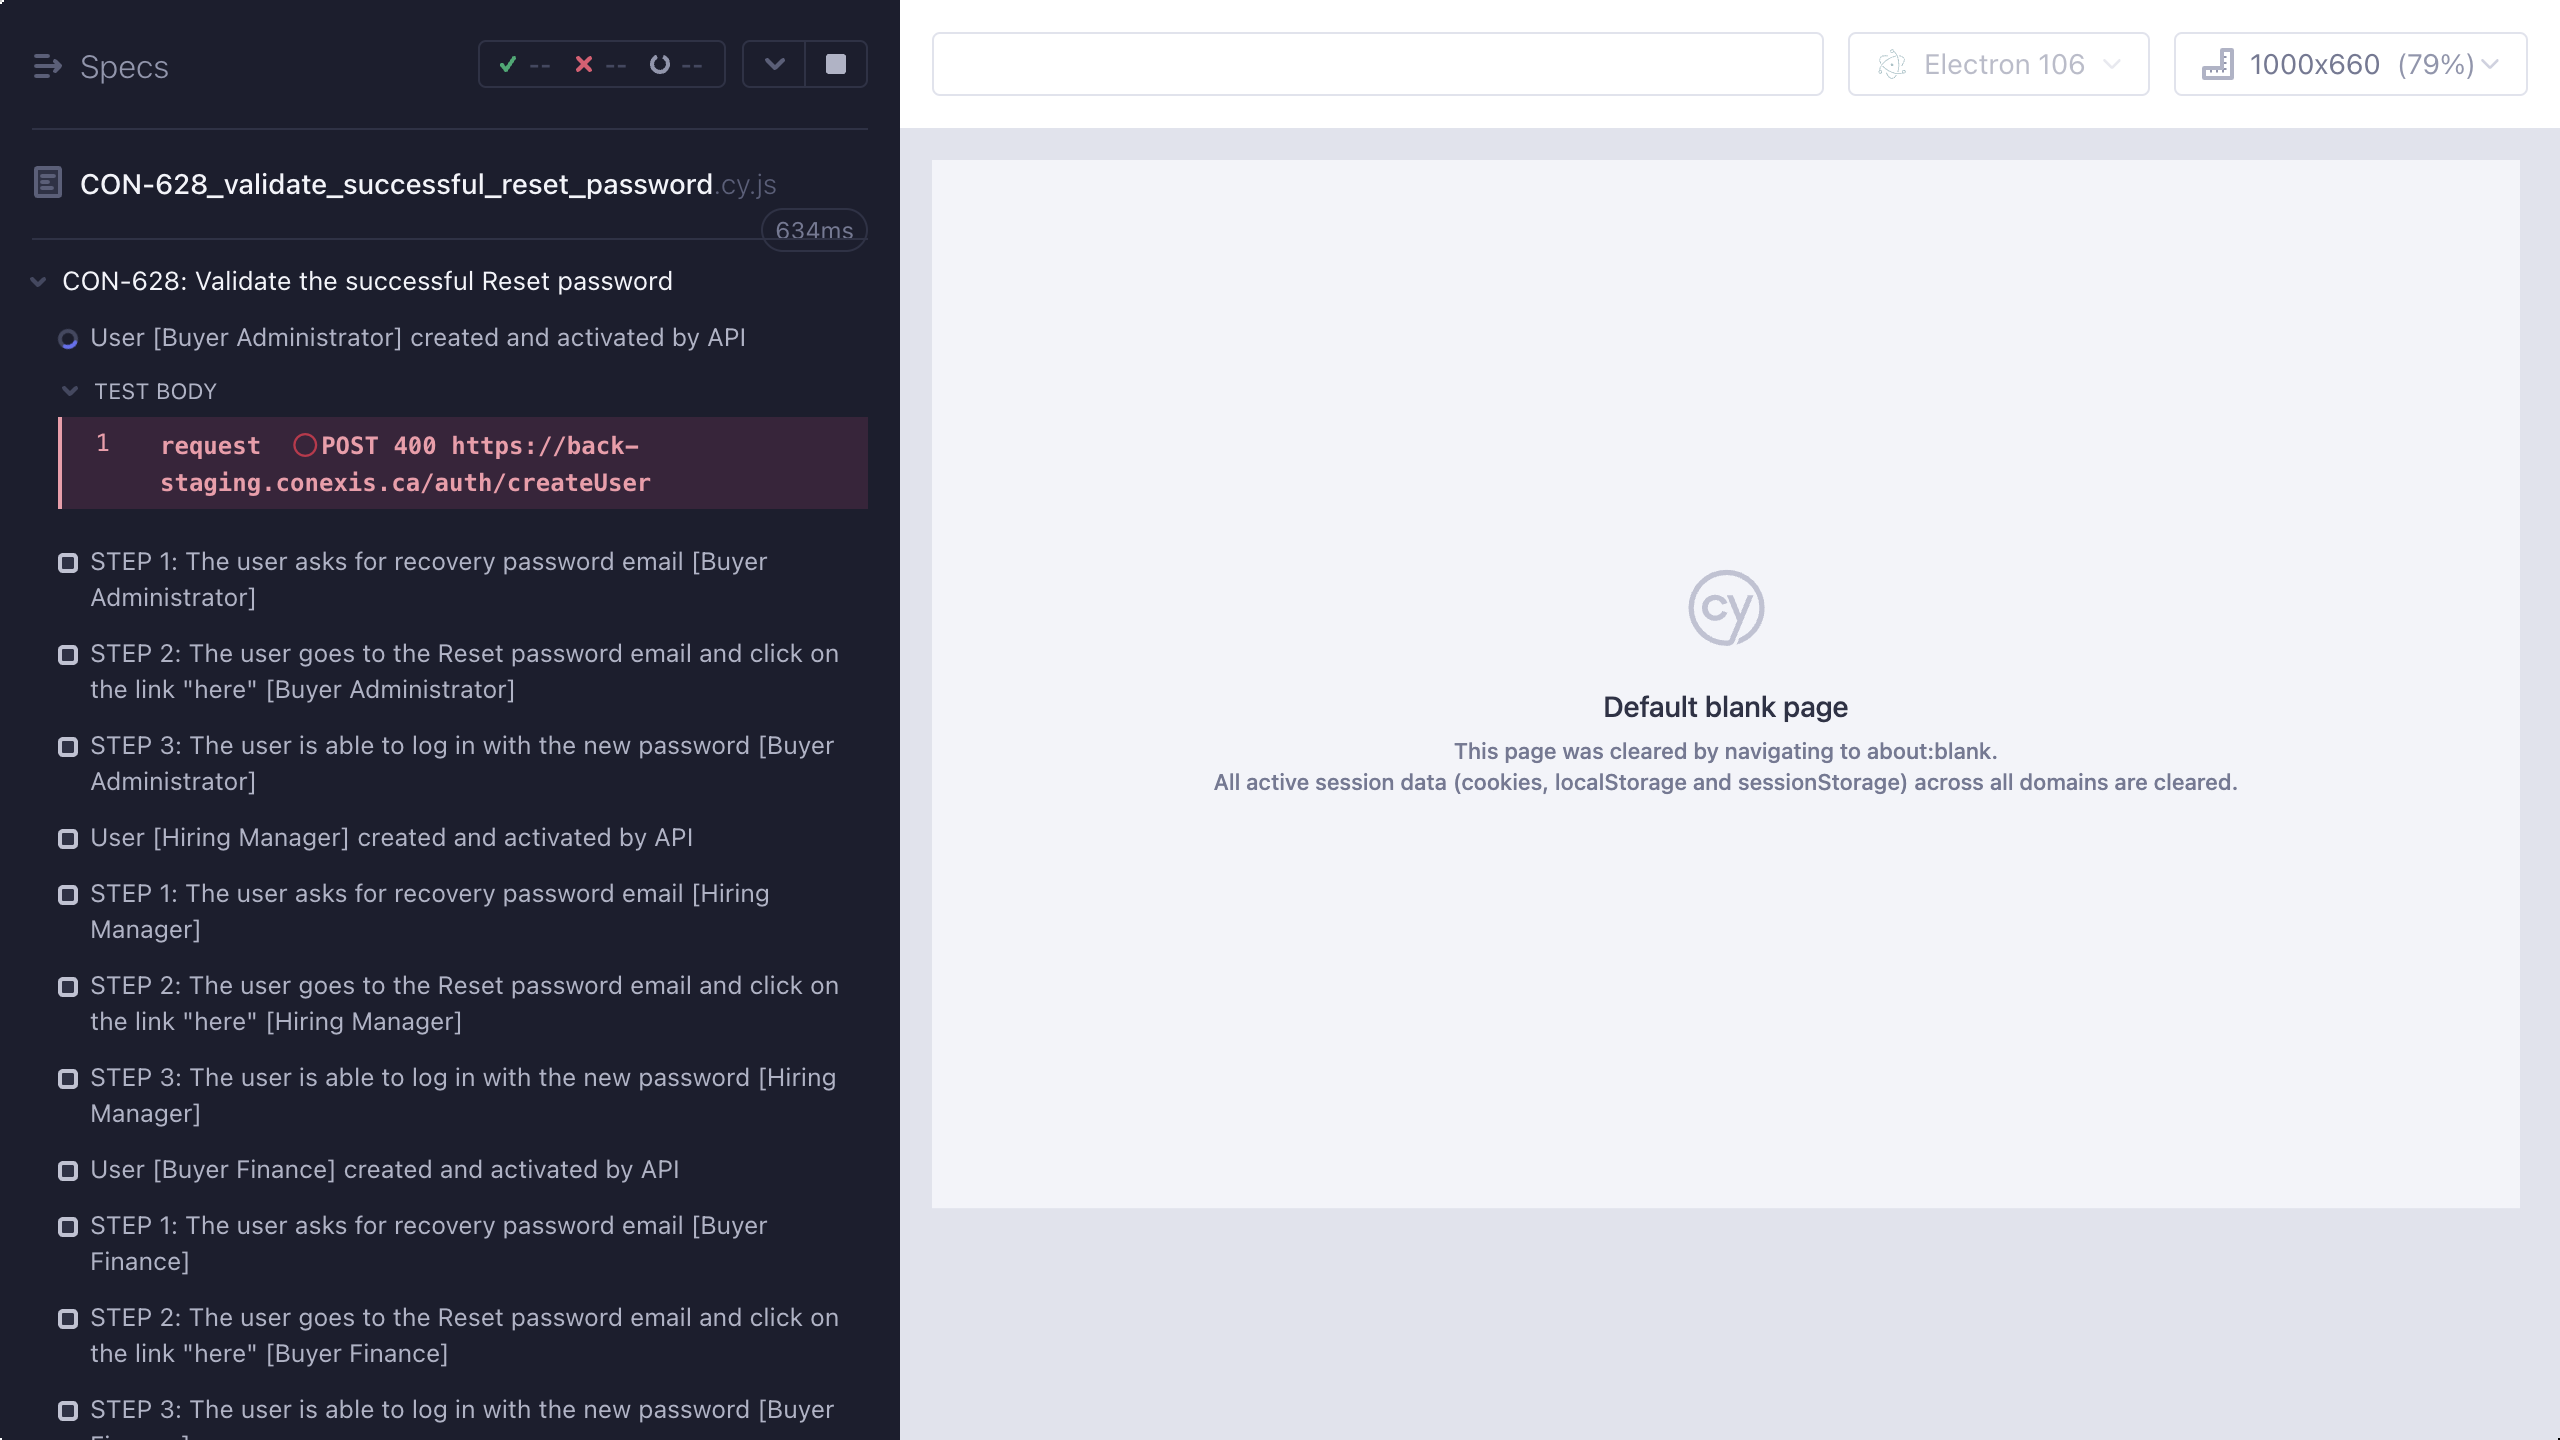 Specs
--
--
--
CON-628_validate_successful_reset_password.cy.js
634ms
CON-628: Validate the successful Reset password
User [Buyer Administrator] created and activated by API
TEST BODY
1 request POST 400 https://back-
staging.conexis.ca/auth/createUser
STEP 1: The user asks for recovery password email [Buyer
Administrator]
STEP 2: The user goes to the Reset password email and click on
the link "here" [Buyer Administrator]
STEP 3: The user is able to log in with the new password [Buyer
Administrator]
User [Hiring Manager] created and activated by API
STEP 1: The user asks for recovery password email [Hiring
Manager]
STEP 2: The user goes to the Reset password email and click on
the link "here" [Hiring Manager]
STEP 3: The user is able to log in with the new password [Hiring
Manager]
User [Buyer Finance] created and activated by API
STEP 1: The user asks for recovery password email [Buyer
Finance]
STEP 2: The user goes to the Reset password email and click on
the link "here" [Buyer Finance]
STEP 3: The user is able to log in with the new password [Buyer
Electron 106
1000x660 (79%)
cy
Default blank page
This page was cleared by navigating to about:blank.
All active session data (cookies, localStorage and sessionStorage) across all domains are cleared.